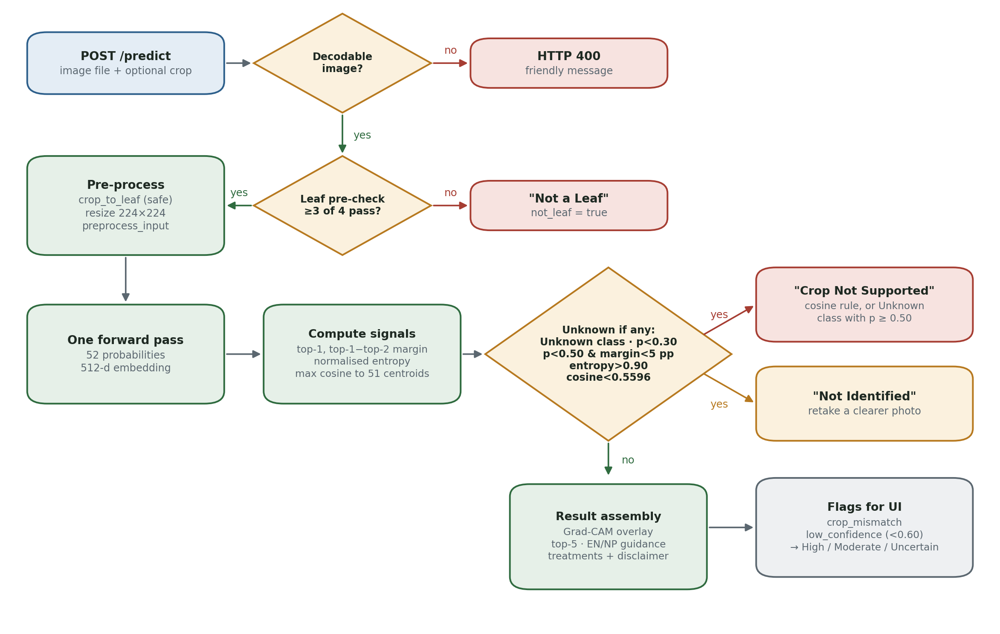 POST /predict
image file + optional crop
Decodable
image?
no
HTTP 400
friendly message
yes
Pre-process
crop_to_leaf (safe)
resize 224×224
preprocess_input
yes
Leaf pre-check
≥3 of 4 pass?
no
"Not a Leaf"
not_leaf = true
One forward pass
52 probabilities
512-d embedding
Compute signals
top-1, top-1−top-2 margin
normalised entropy
max cosine to 51 centroids
Unknown if any:
Unknown class · p<0.30
p<0.50 & margin<5 pp
entropy>0.90
cosine<0.5596
yes
"Crop Not Supported"
cosine rule, or Unknown
class with p ≥ 0.50
yes
"Not Identified"
retake a clearer photo
no
Result assembly
Grad-CAM overlay
top-5 · EN/NP guidance
treatments + disclaimer
Flags for UI
crop_mismatch
low_confidence (<0.60)
→ High / Moderate / Uncertain